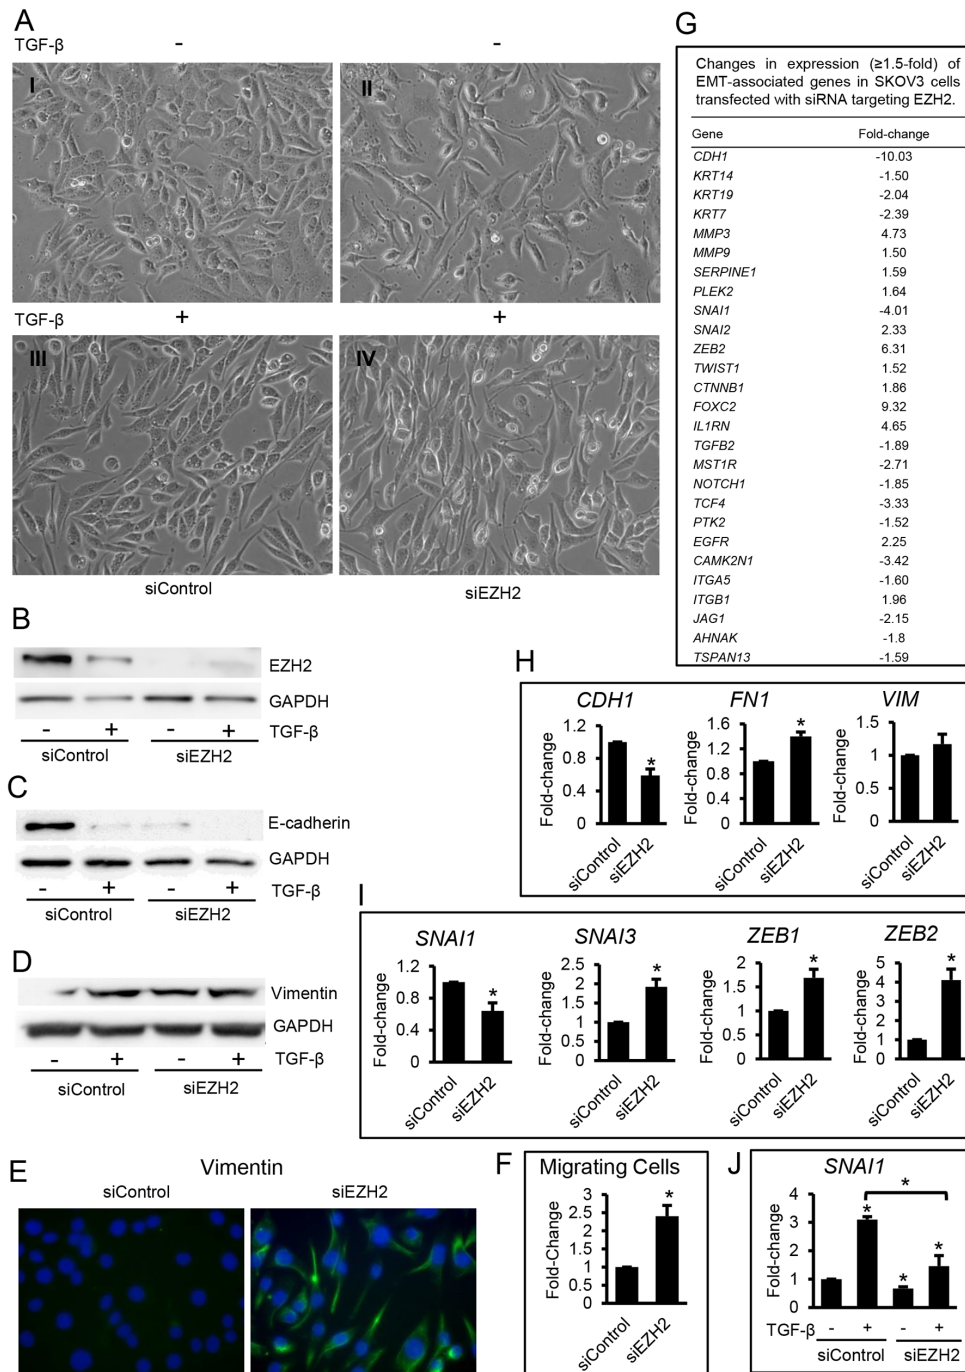 A
TGF-β - -
I II
TGF-β + +
III IV
siControl siEZH2
B
EZH2
GAPDH
- + - + TGF-β
siControl siEZH2
C
E-cadherin
GAPDH
- + - + TGF-β
siControl siEZH2
D
Vimentin
GAPDH
- + - + TGF-β
siControl siEZH2
E
Vimentin
siControl siEZH2
G
Changes in expression (≥1.5-fold) of
EMT-associated genes in SKOV3 cells
transfected with siRNA targeting EZH2.
Gene Fold-change
CDH1 -10.03
KRT14 -1.50
KRT19 -2.04
KRT7 -2.39
MMP3 4.73
MMP9 1.50
SERPINE1 1.59
PLEK2 1.64
SNAI1 -4.01
SNAI2 2.33
ZEB2 6.31
TWIST1 1.52
CTNNB1 1.86
FOXC2 9.32
IL1RN 4.65
TGFB2 -1.89
MST1R -2.71
NOTCH1 -1.85
TCF4 -3.33
PTK2 -1.52
EGFR 2.25
CAMK2N1 -3.42
ITGA5 -1.60
ITGB1 1.96
JAG1 -2.15
AHNAK -1.8
TSPAN13 -1.59
H
CDH1
Fold-change
1.2
0.8
0.4
0
*
siControl
siEZH2
FN1
Fold-change
1.6
1.2
0.8
0.4
0
*
siControl
siEZH2
VIM
Fold-change
1.5
1
0.5
0
siControl
siEZH2
I
SNAI1
Fold-change
1.2
0.8
0.4
0
*
siControl
siEZH2
SNAI3
Fold-change
2.5
2
1.5
1
0.5
0
*
siControl
siEZH2
ZEB1
Fold-change
2
1.5
1
0.5
0
*
siControl
siEZH2
ZEB2
Fold-change
5
4
3
2
1
0
*
siControl
siEZH2
F
Migrating Cells
Fold-Change
3
2.5
2
1.5
1
0.5
0
*
siControl
siEZH2
J
SNAI1
Fold-Change
4
3
2
1
0
*
* * *
TGF-β - + - +
siControl siEZH2